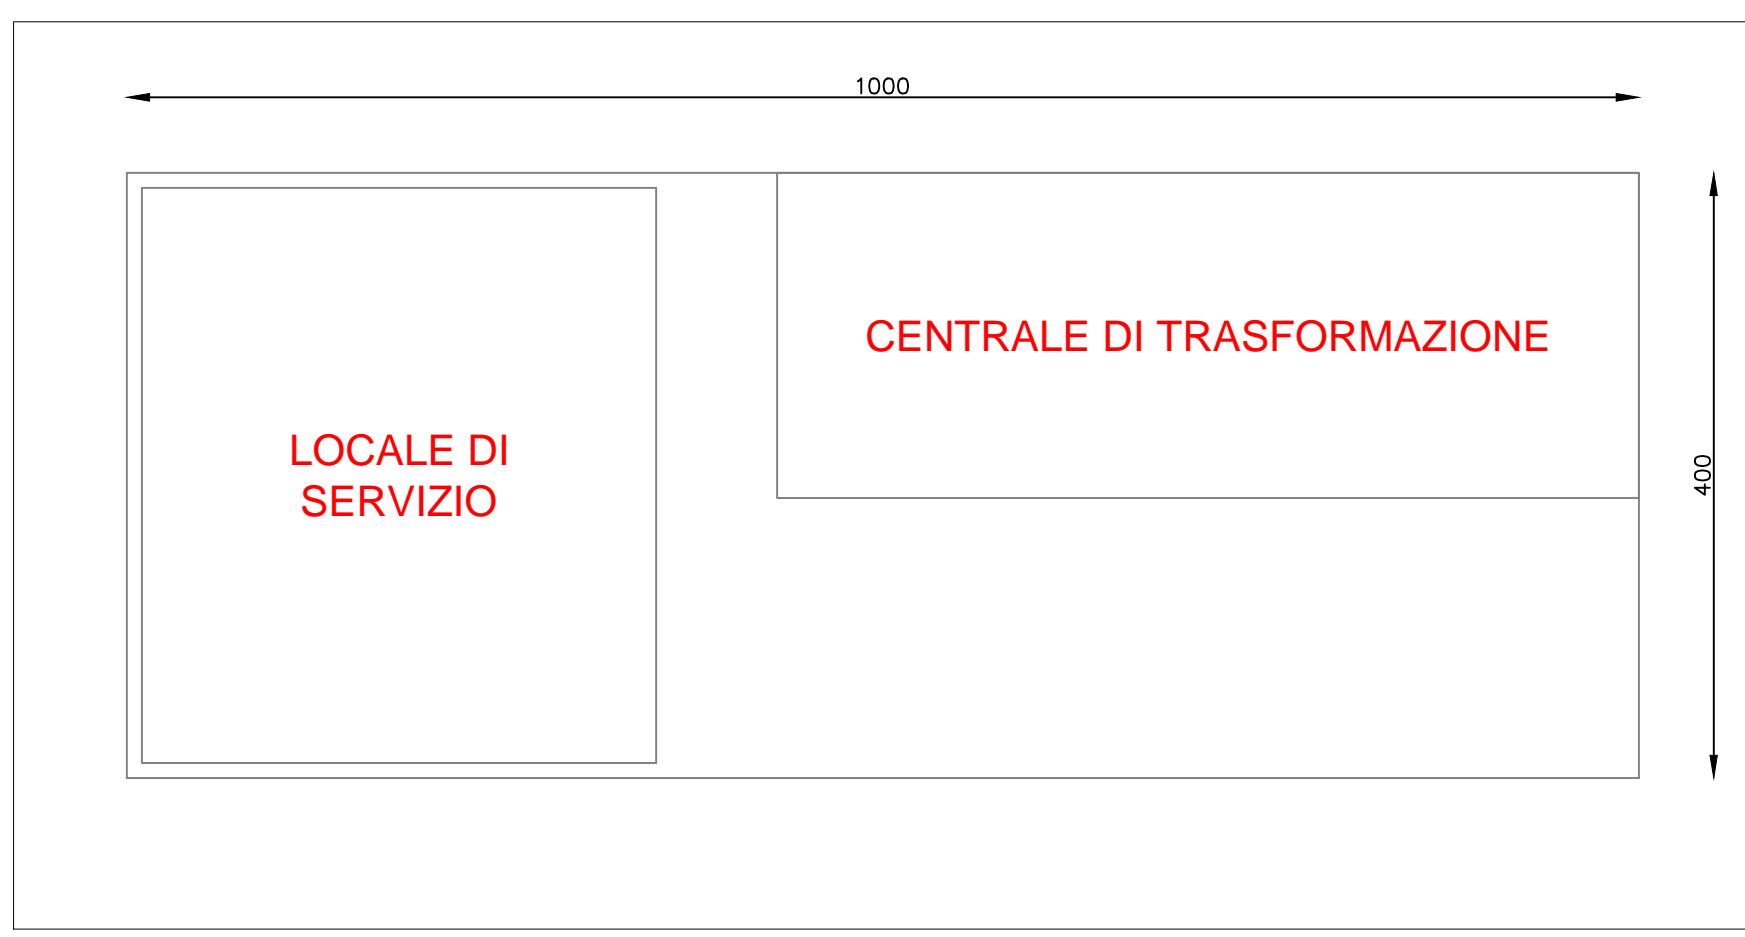 1000
CENTRALE DI TRASFORMAZIONE
LOCALE DI
SERVIZIO
400